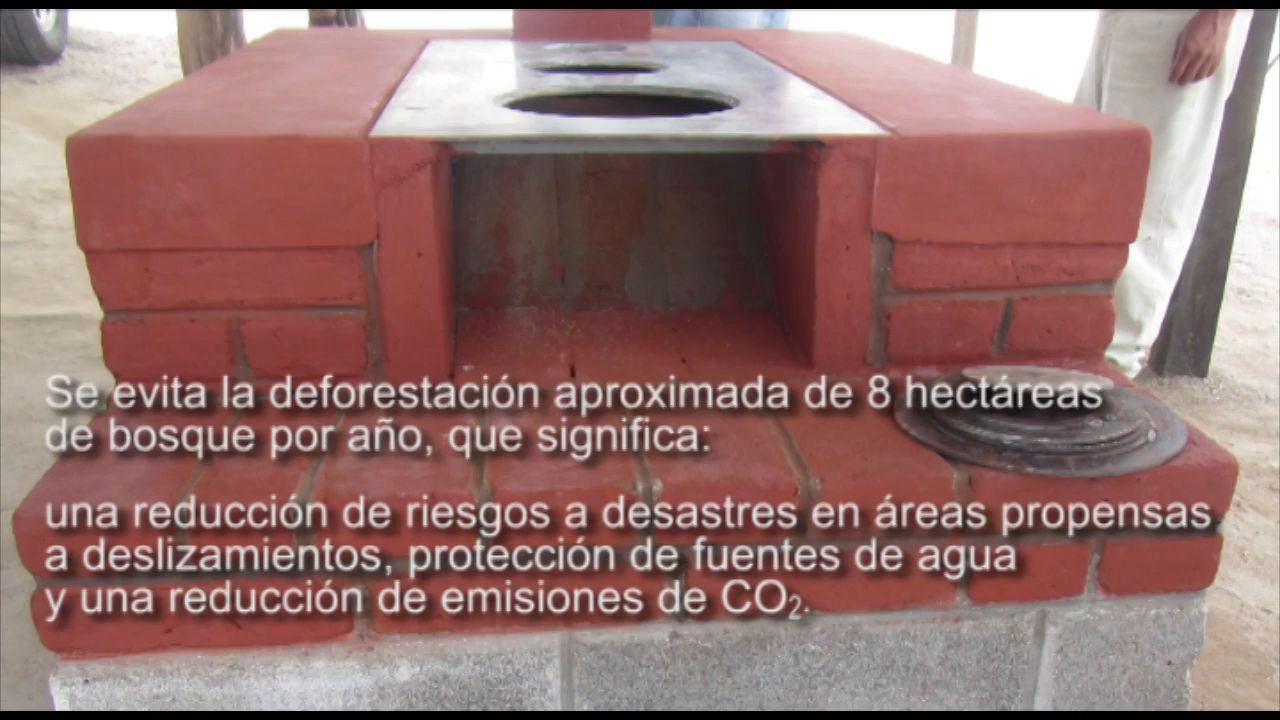 Se evita la deforestación aproximada de 8 hectáreas
de bosque por año, que significa:
una reducción de riesgos a desastres en áreas propensas
a deslizamientos, protección de fuentes de agua
y una reducción de emisiones de CO₂.